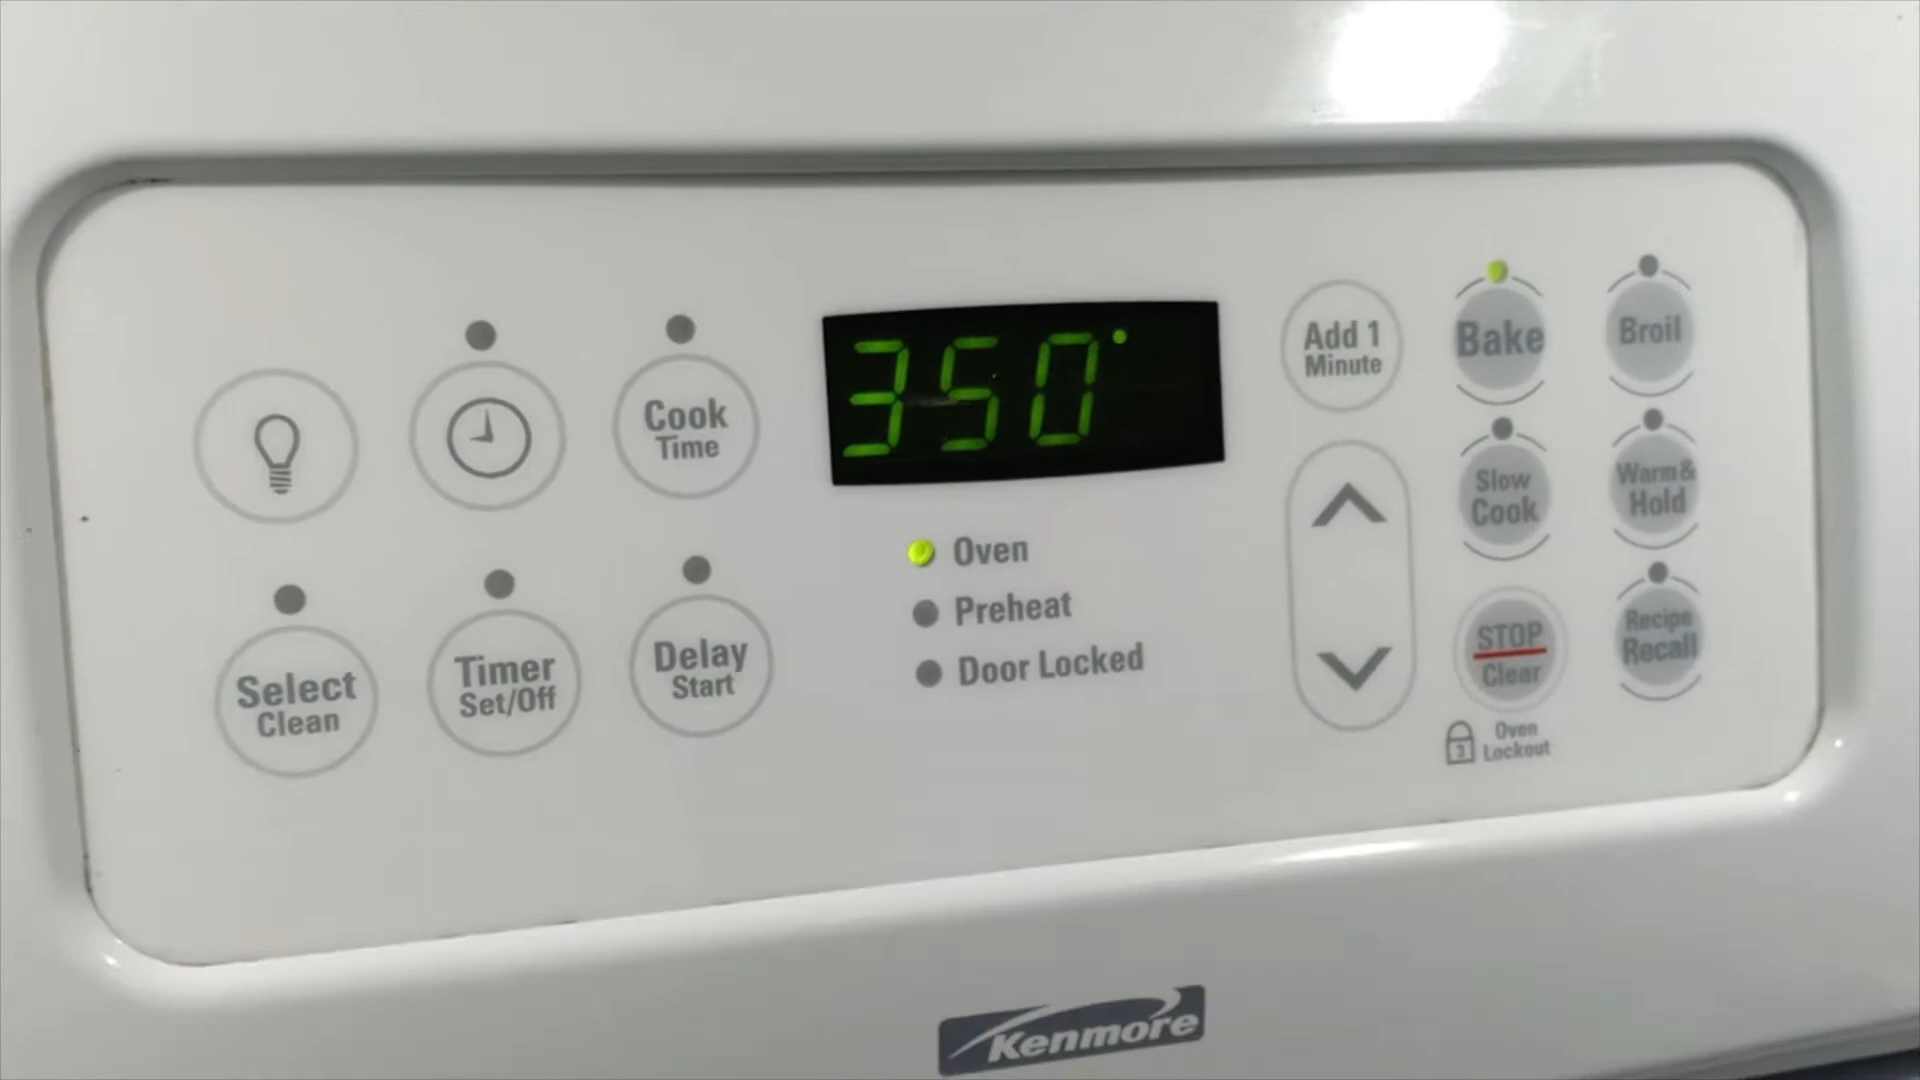 350°
Add 1
Minute
Bake
Broil
Cook
Time
Slow
Cook
Warm &
Hold
Oven
Preheat
Door Locked
Select
Clean
Timer
Set/Off
Delay
Start
STOP
Clear
Recipe
Recall
3
Oven
Lockout
Kenmore